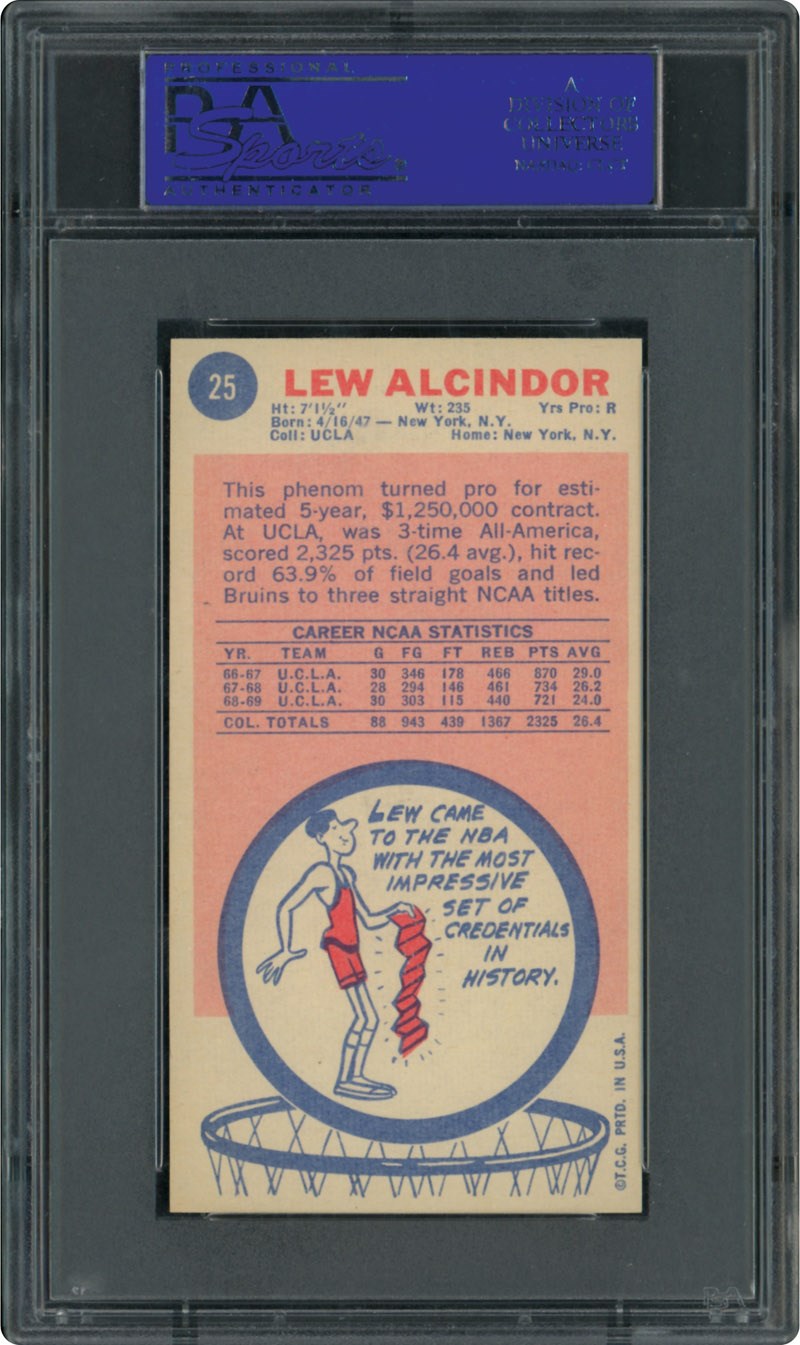 PROFESSIONAL
PSA
Sports
AUTHENTICATOR
A
DIVISION OF
COLLECTORS
UNIVERSE
NASDAQ: CLCT
25
LEW ALCINDOR
Ht: 7'1½" Wt: 235 Yrs Pro: R
Born: 4/16/47 — New York, N.Y.
Coll: UCLA Home: New York, N.Y.
This phenom turned pro for esti-
mated 5-year, $1,250,000 contract.
At UCLA, was 3-time All-America,
scored 2,325 pts. (26.4 avg.), hit rec-
ord 63.9% of field goals and led
Bruins to three straight NCAA titles.
CAREER NCAA STATISTICS
YR. TEAM G FG FT REB PTS AVG
66-67 U.C.L.A. 30 346 178 466 870 29.0
67-68 U.C.L.A. 28 294 146 461 734 26.2
68-69 U.C.L.A. 30 303 115 440 721 24.0
COL. TOTALS 88 943 439 1367 2325 26.4
LEW CAME
TO THE NBA
WITH THE MOST
IMPRESSIVE
SET OF
CREDENTIALS
IN
HISTORY.
©T.C.G. PRTD. IN U.S.A.
PSA